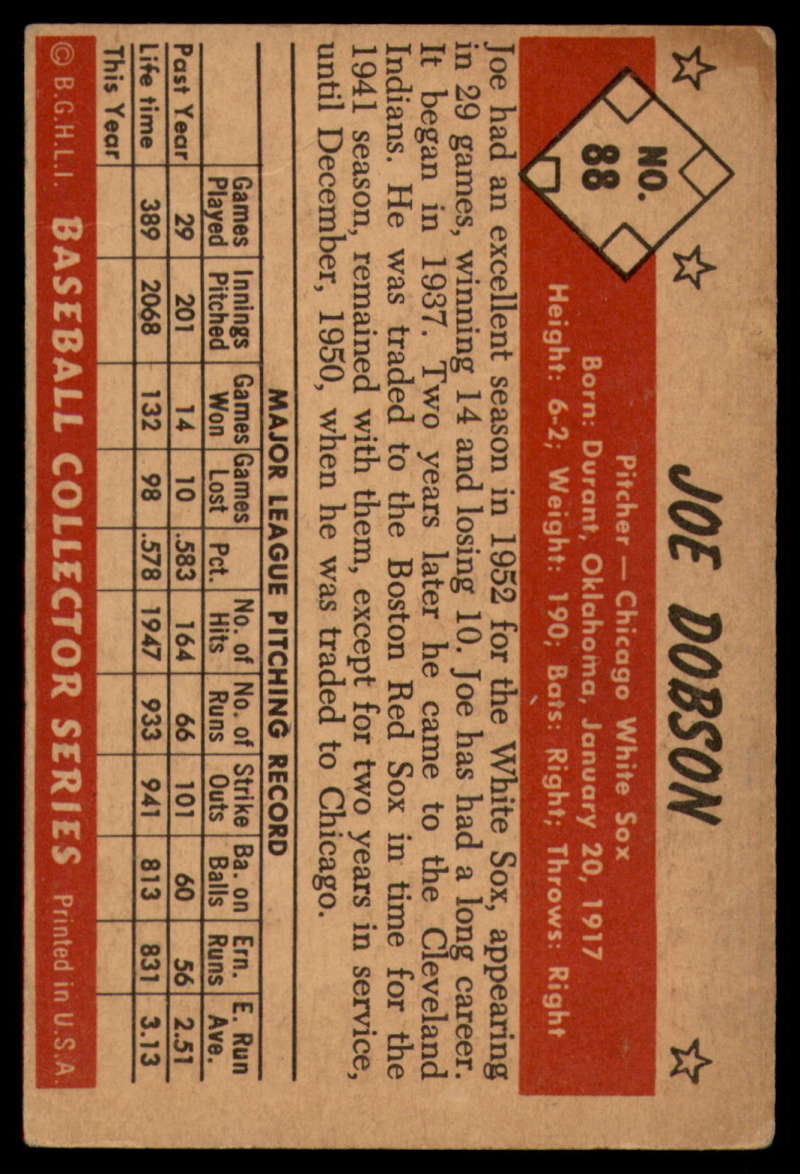 JOE DOBSON
NO.
88
Pitcher — Chicago White Sox
Born: Durant, Oklahoma, January 20, 1917
Height: 6-2; Weight: 190; Bats: Right; Throws: Right
Joe had an excellent season in 1952 for the White Sox, appearing
in 29 games, winning 14 and losing 10. Joe has had a long career.
It began in 1937. Two years later he came to the Cleveland
Indians. He was traded to the Boston Red Sox in time for the
1941 season, remained with them, except for two years in service,
until December, 1950, when he was traded to Chicago.
MAJOR LEAGUE PITCHING RECORD
Games Played Innings Pitched Games Won Games Lost Pct. No. of Hits No. of Runs Strike Outs Ba. on Balls Ern. Runs E. Run Ave.
Past Year 29 201 14 10 .583 164 66 101 60 56 2.51
Life time 389 2068 132 98 .578 1947 933 941 813 831 3.13
This Year
© B.G.H.L.I. BASEBALL COLLECTOR SERIES Printed in U.S.A.